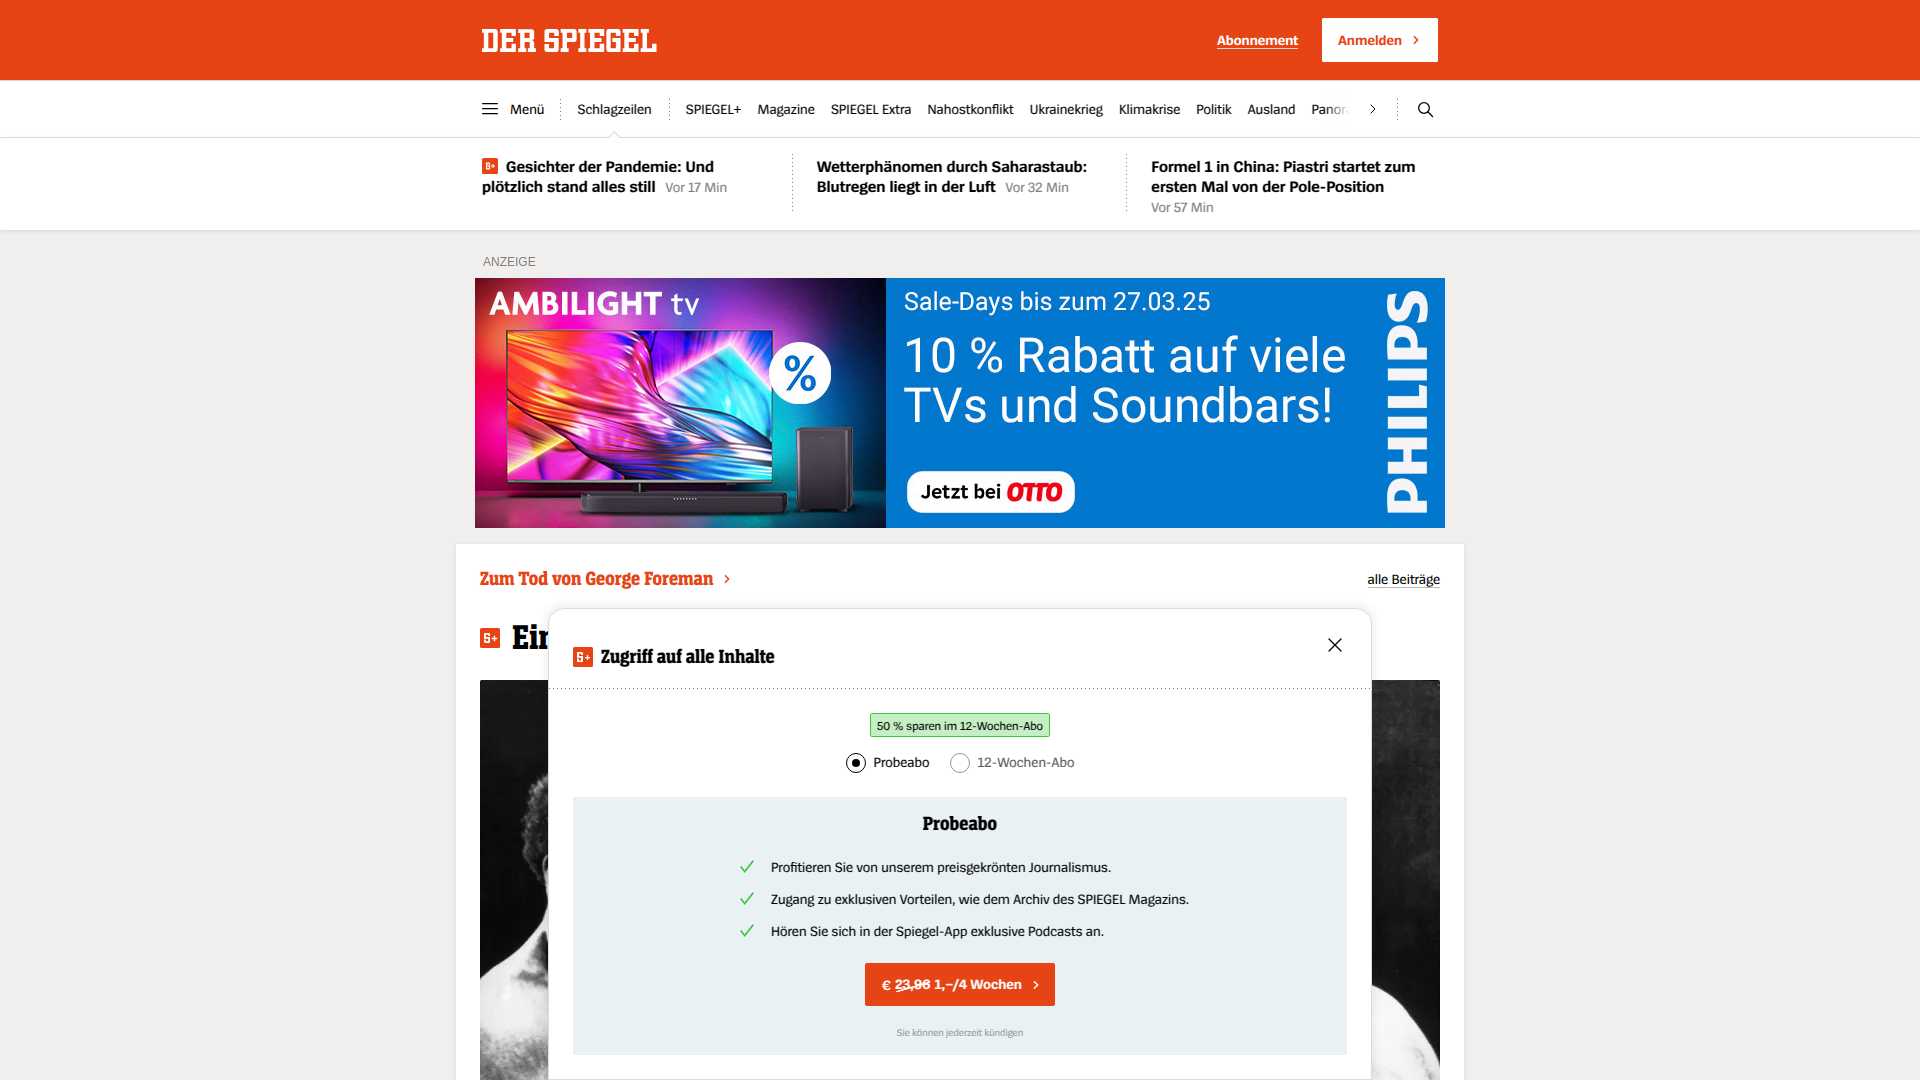 DER SPIEGEL
Abonnement
Anmelden
Menü
Schlagzeilen
SPIEGEL+
Magazine
SPIEGEL Extra
Nahostkonflikt
Ukrainekrieg
Klimakrise
Politik
Ausland
Gesichter der Pandemie: Und
plötzlich stand alles still Vor 17 Min
Wetterphänomen durch Saharastaub:
Blutregen liegt in der Luft Vor 32 Min
Formel 1 in China: Piastri startet zum
ersten Mal von der Pole-Position
Vor 57 Min
ANZEIGE
AMBILIGHT tv
%
Sale-Days bis zum 27.03.25
10 % Rabatt auf viele
TVs und Soundbars!
Jetzt bei OTTO
PHILIPS
Zum Tod von George Foreman
alle Beiträge
Zugriff auf alle Inhalte
50 % sparen im 12-Wochen-Abo
Probeabo
12-Wochen-Abo
Probeabo
Profitieren Sie von unserem preisgekrönten Journalismus.
Zugang zu exklusiven Vorteilen, wie dem Archiv des SPIEGEL Magazins.
Hören Sie sich in der Spiegel-App exklusive Podcasts an.
€ 23,96 1,–/4 Wochen
Sie können jederzeit kündigen